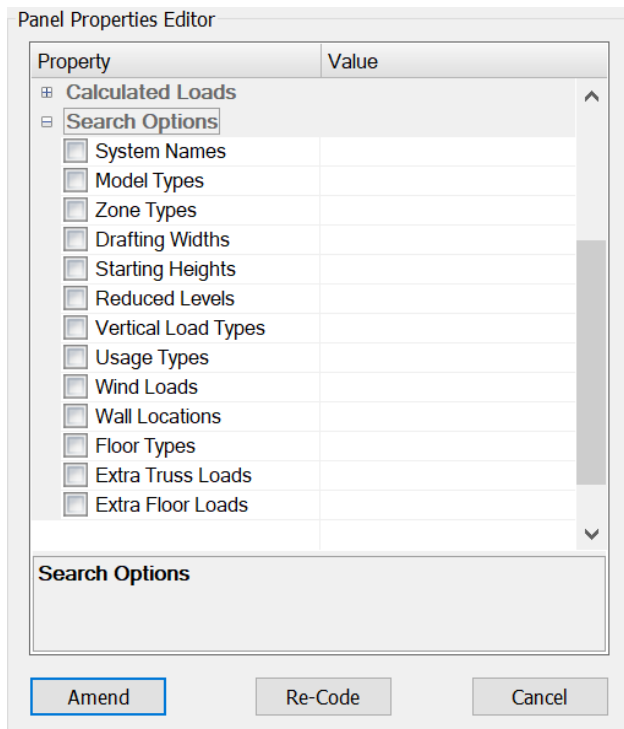 Panel Properties Editor
Property Value
Calculated Loads
Search Options
System Names
Model Types
Zone Types
Drafting Widths
Starting Heights
Reduced Levels
Vertical Load Types
Usage Types
Wind Loads
Wall Locations
Floor Types
Extra Truss Loads
Extra Floor Loads
Search Options
Amend Re-Code Cancel